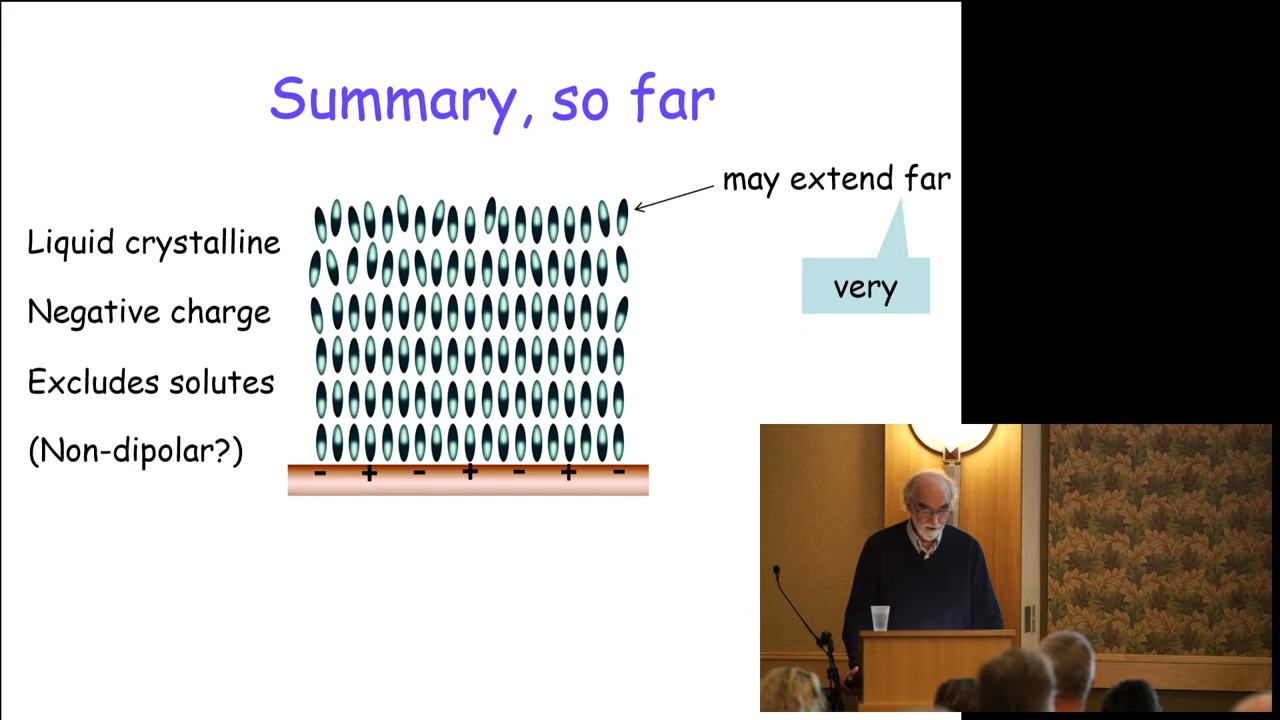 Summary, so far
may extend far
very
Liquid crystalline
Negative charge
Excludes solutes
(Non-dipolar?)
- + - + - + -